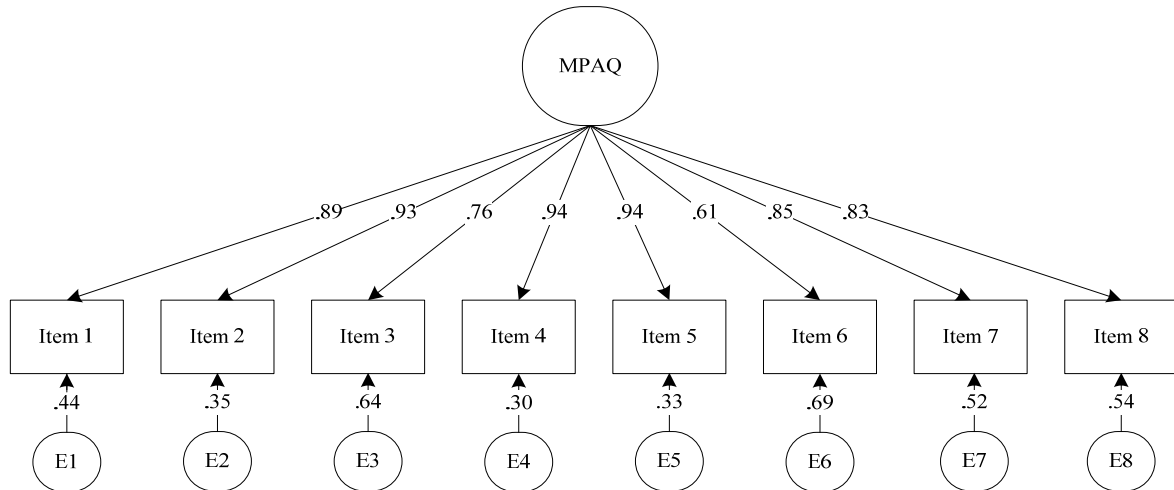 MPAQ
.89 .93 .76 .94 .94 .61 .85 .83
Item 1 Item 2 Item 3 Item 4 Item 5 Item 6 Item 7 Item 8
.44 .35 .64 .30 .33 .69 .52 .54
E1 E2 E3 E4 E5 E6 E7 E8